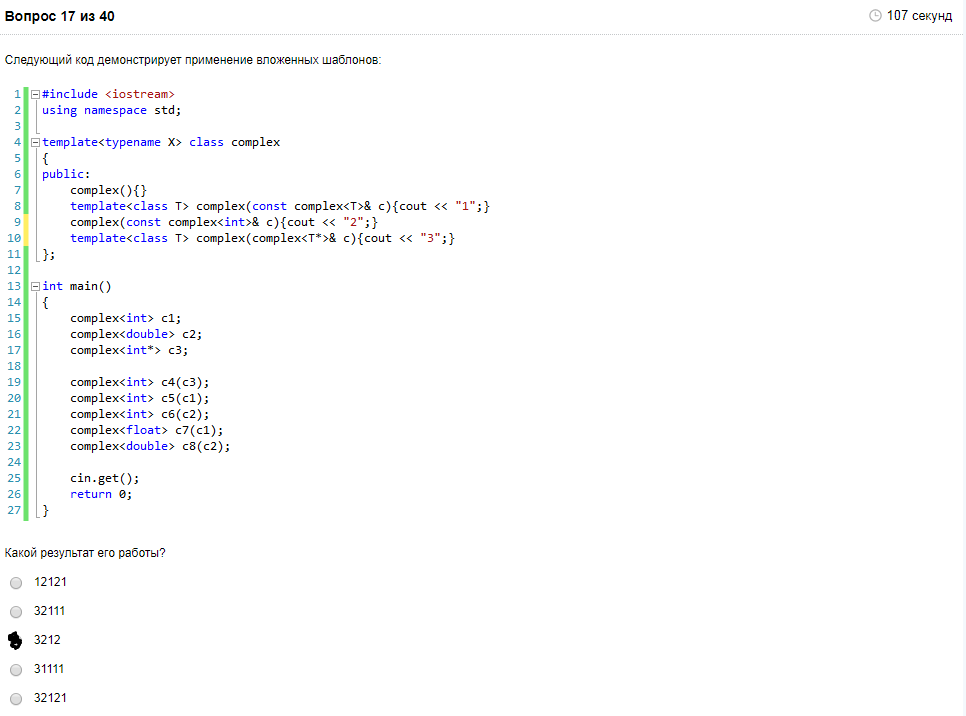 Вопрос 17 из 40
107 секунд
Следующий код демонстрирует применение вложенных шаблонов:
1 #include <iostream>
2 using namespace std;
3
4 template<typename X> class complex
5 {
6 public:
7 complex(){}
8 template<class T> complex(const complex<T>& c){cout << "1";}
9 complex(const complex<int>& c){cout << "2";}
10 template<class T> complex(complex<T*>& c){cout << "3";}
11 };
12
13 int main()
14 {
15 complex<int> c1;
16 complex<double> c2;
17 complex<int*> c3;
18
19 complex<int> c4(c3);
20 complex<int> c5(c1);
21 complex<int> c6(c2);
22 complex<float> c7(c1);
23 complex<double> c8(c2);
24
25 cin.get();
26 return 0;
27 }
Какой результат его работы?
12121
32111
3212
31111
32121